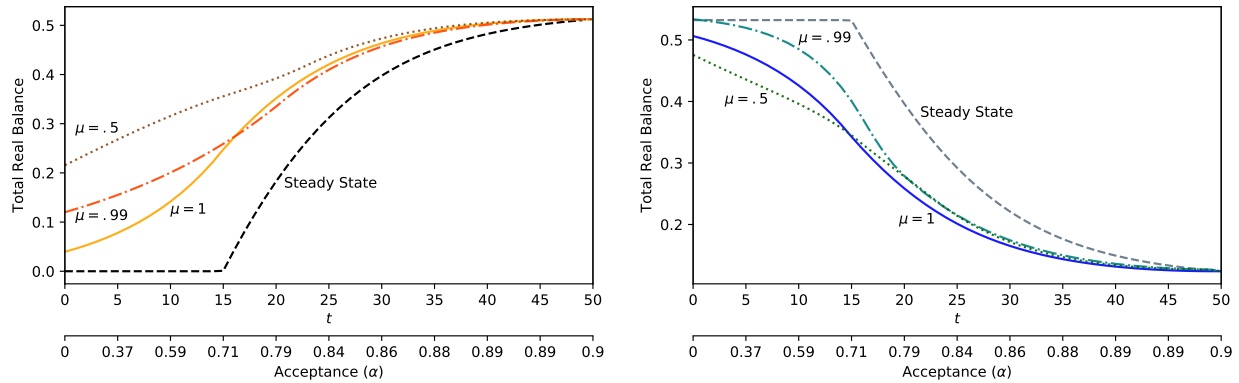 Total Real Balance
0.5
0.4
0.3
0.2
0.1
0.0
μ = .5
μ = .99
μ = 1
Steady State
0 5 10 15 20 25 30 35 40 45 50
t
0 0.37 0.59 0.71 0.79 0.84 0.86 0.88 0.89 0.89 0.9
Acceptance (α)
Total Real Balance
0.5
0.4
0.3
0.2
μ = .99
μ = .5
Steady State
μ = 1
0 5 10 15 20 25 30 35 40 45 50
t
0 0.37 0.59 0.71 0.79 0.84 0.86 0.88 0.89 0.89 0.9
Acceptance (α)